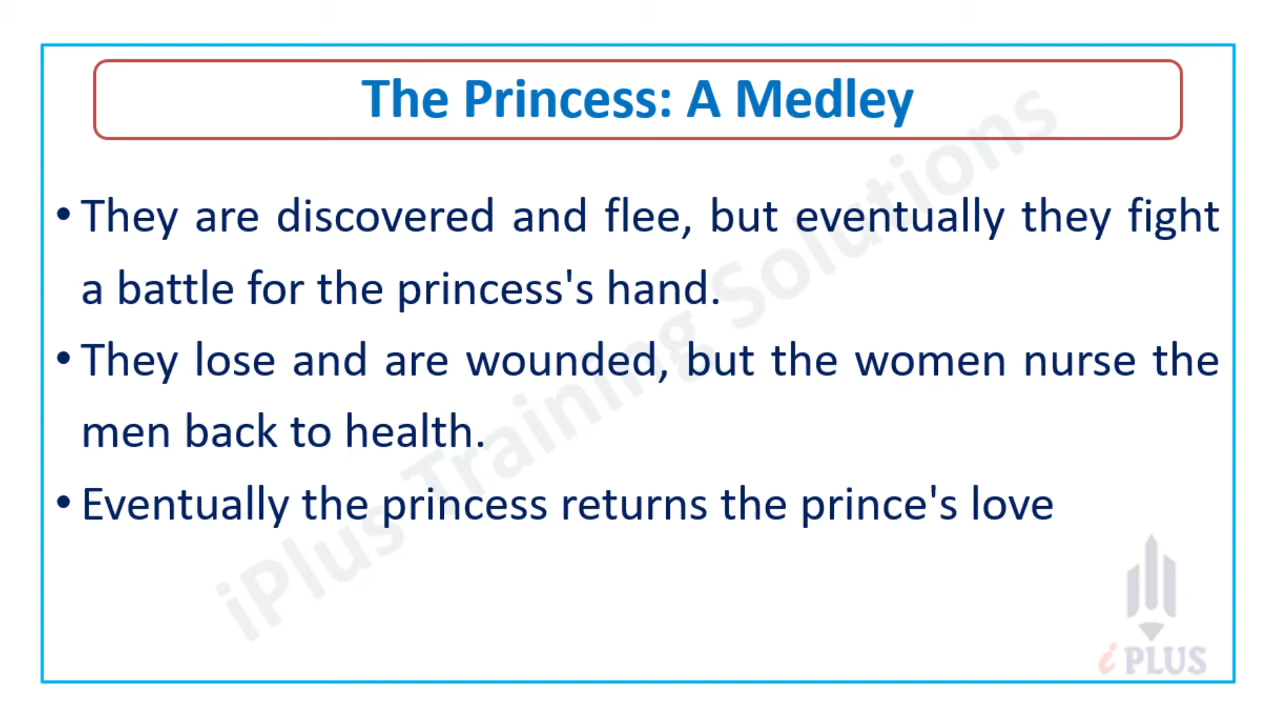 The Princess: A Medley
• They are discovered and flee, but eventually they fight
a battle for the princess's hand.
• They lose and are wounded, but the women nurse the
men back to health.
• Eventually the princess returns the prince's love
iPlus Training Solutions
i PLUS